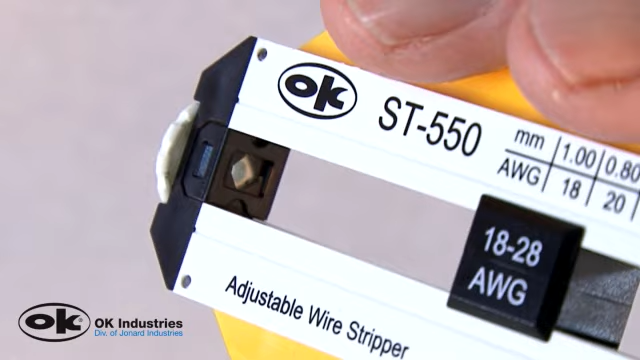 ok ST-550
mm 1.00 0.80
AWG 18 20
18-28
AWG
Adjustable Wire Stripper
ok® OK Industries
Div. of Jonard Industries